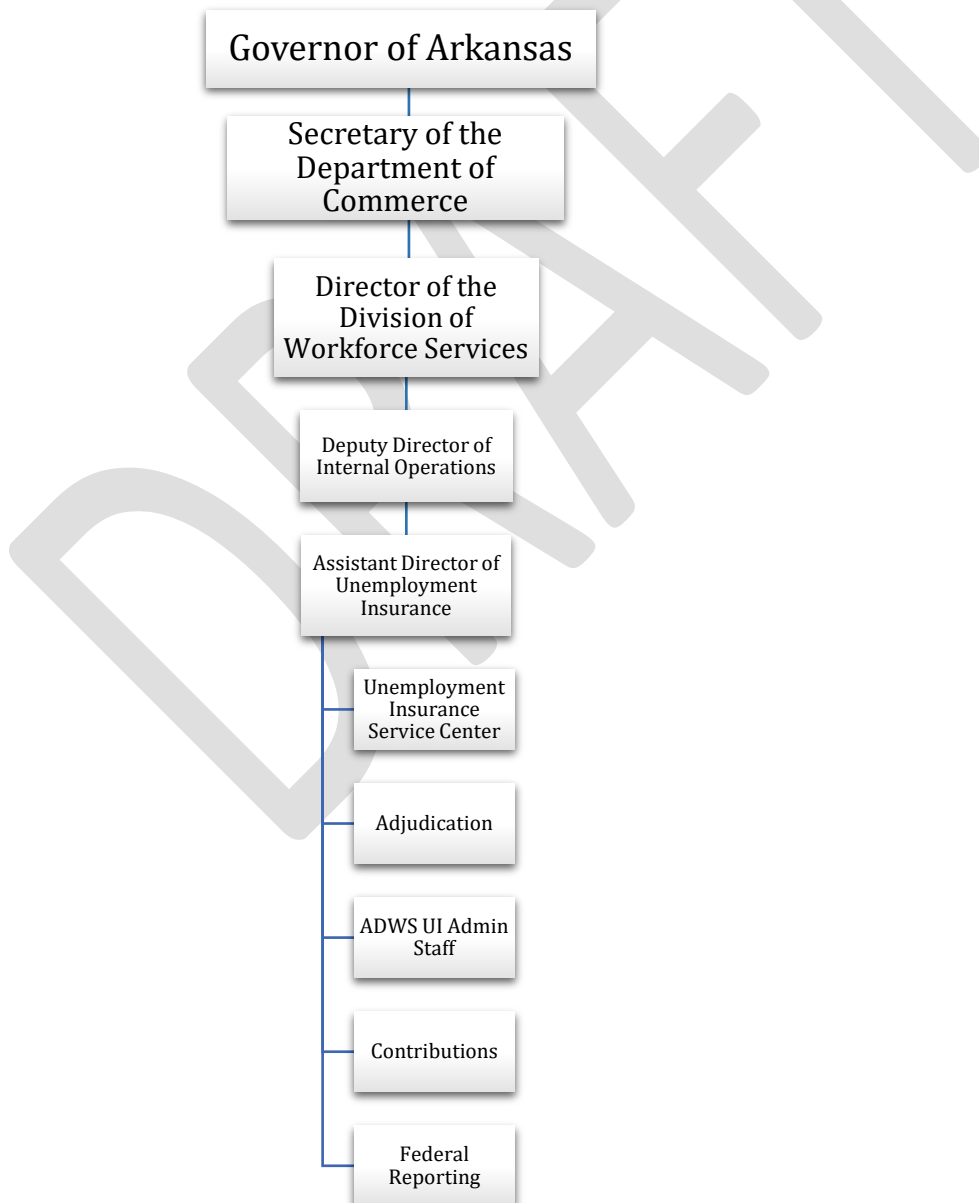 Governor of Arkansas
Secretary of the
Department of
Commerce
Director of the
Division of
Workforce Services
Deputy Director of
Internal Operations
Assistant Director of
Unemployment
Insurance
Unemployment
Insurance
Service Center
Adjudication
ADWS UI Admin
Staff
Contributions
Federal
Reporting
DRAFT